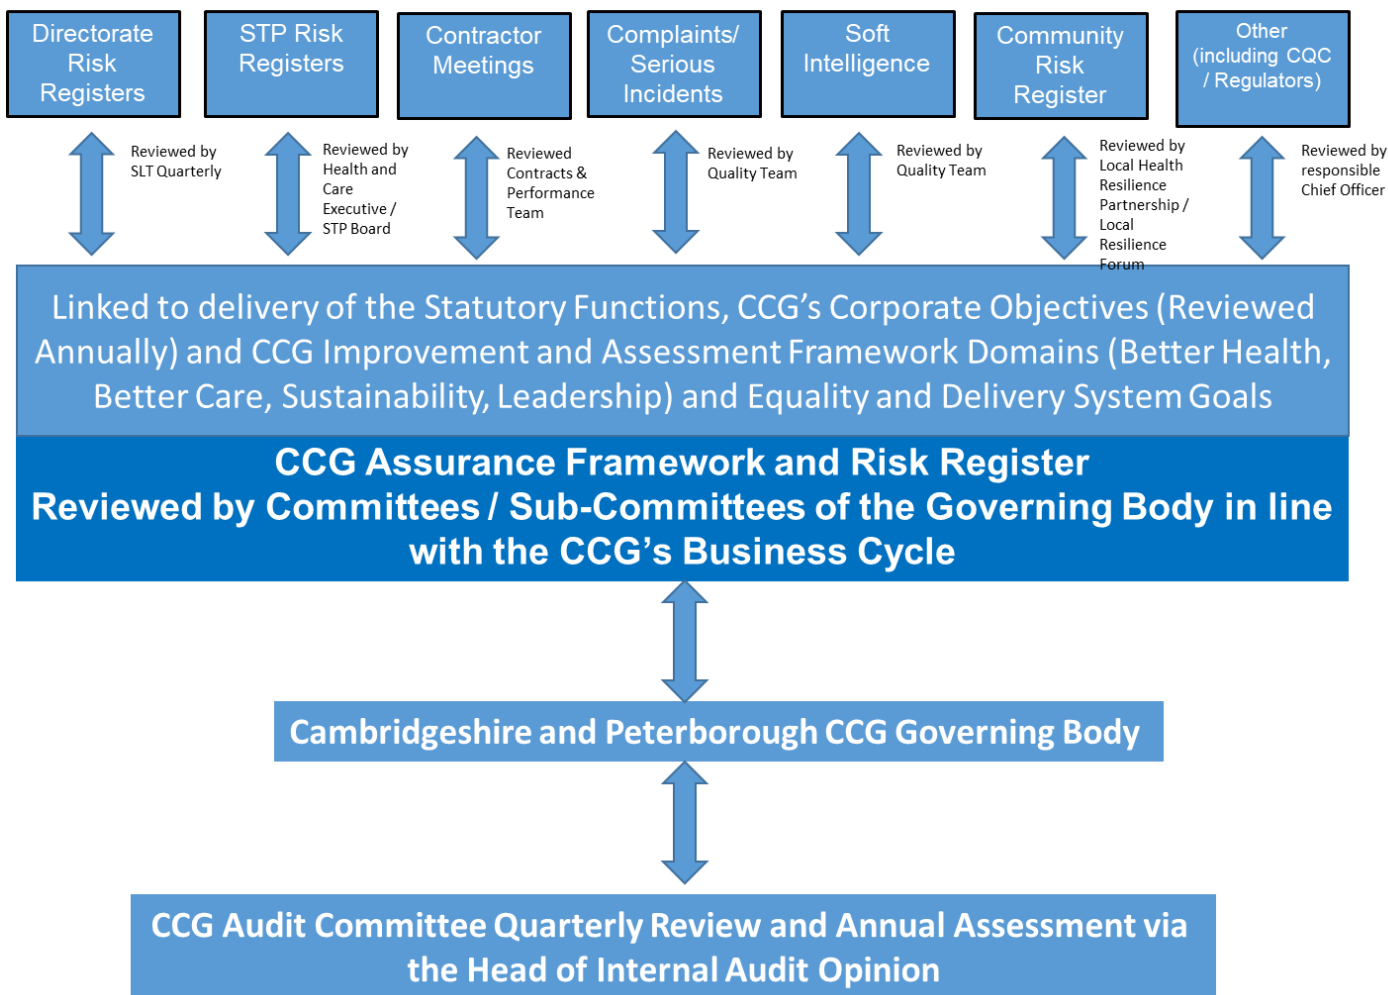 Directorate
Risk
Registers
STP Risk
Registers
Contractor
Meetings
Complaints/
Serious
Incidents
Soft
Intelligence
Community
Risk
Register
Other
(including CQC
/ Regulators)
Reviewed by
SLT Quarterly
Reviewed by
Health and
Care
Executive /
STP Board
Reviewed
Contracts &
Performance
Team
Reviewed by
Quality Team
Reviewed by
Quality Team
Reviewed by
Local Health
Resilience
Partnership /
Local
Resilience
Forum
Reviewed by
responsible
Chief Officer
Linked to delivery of the Statutory Functions, CCG’s Corporate Objectives (Reviewed
Annually) and CCG Improvement and Assessment Framework Domains (Better Health,
Better Care, Sustainability, Leadership) and Equality and Delivery System Goals
CCG Assurance Framework and Risk Register
Reviewed by Committees / Sub-Committees of the Governing Body in line
with the CCG’s Business Cycle
Cambridgeshire and Peterborough CCG Governing Body
CCG Audit Committee Quarterly Review and Annual Assessment via
the Head of Internal Audit Opinion